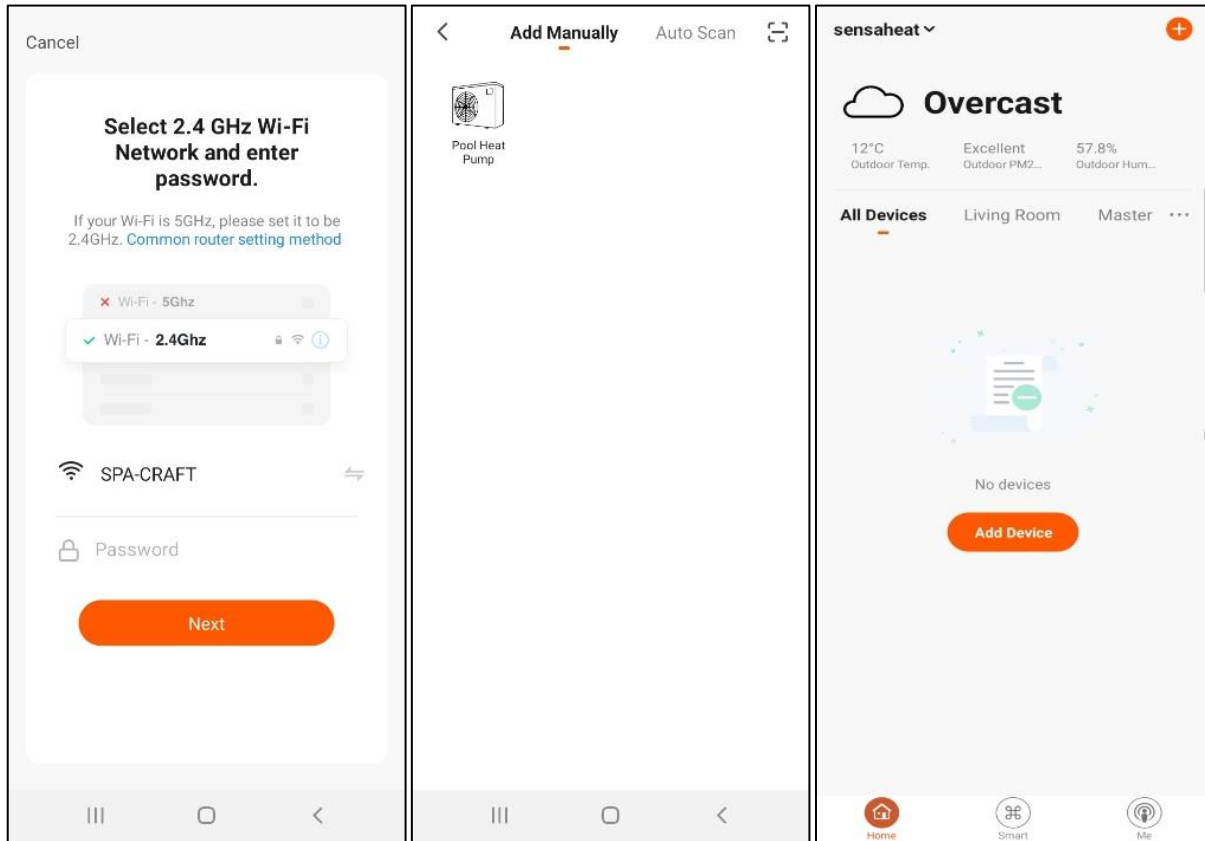 Cancel
Select 2.4 GHz Wi-Fi
Network and enter
password.
If your Wi-Fi is 5GHz, please set it to be
2.4GHz. Common router setting method
Wi-Fi - 5Ghz
Wi-Fi - 2.4Ghz
SPA-CRAFT
Password
Next
Add Manually Auto Scan
Pool Heat
Pump
sensaheat
Overcast
12°C Excellent 57.8%
Outdoor Temp. Outdoor PM2... Outdoor Hum...
All Devices Living Room Master ...
No devices
Add Device
Home Smart Me